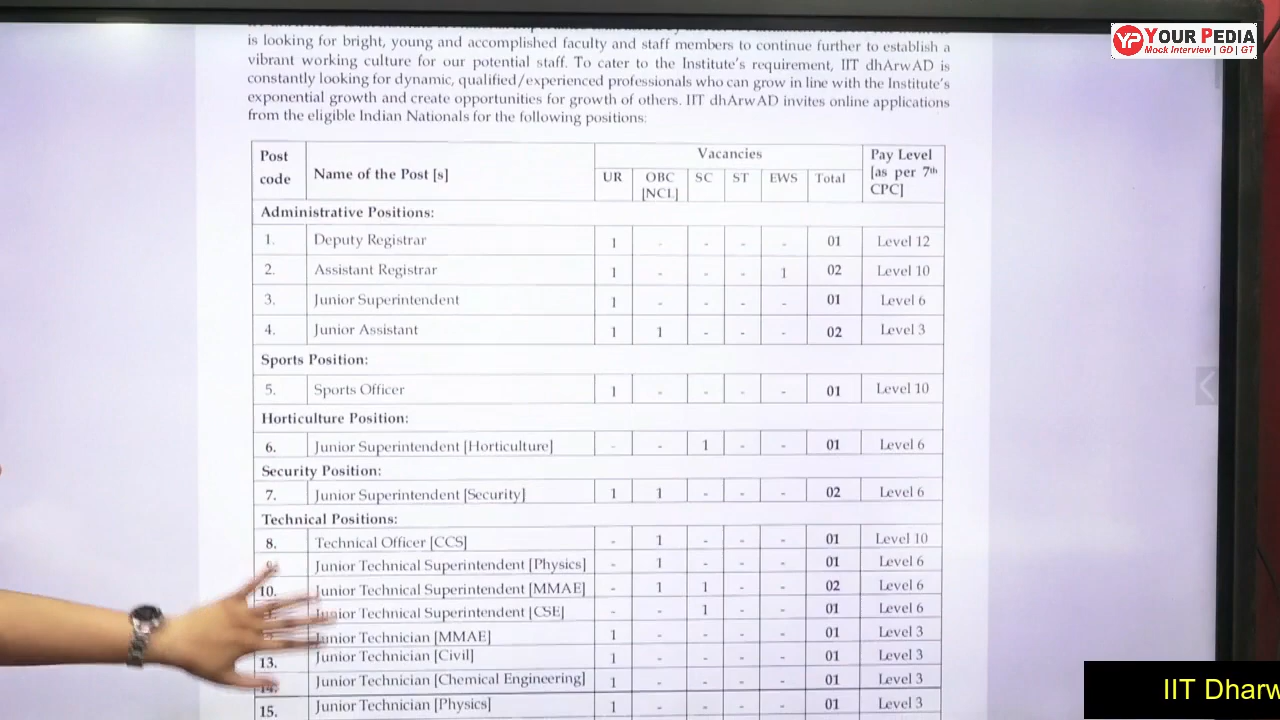 YOUR PEDIA
YP
Mock Interview | GD | GT
is looking for bright, young and accomplished faculty and staff members to continue further to establish a
vibrant working culture for our potential staff. To cater to the Institute's requirement, IIT dhArwAD is
constantly looking for dynamic, qualified/experienced professionals who can grow in line with the Institute's
exponential growth and create opportunities for growth of others. IIT dhArwAD invites online applications
from the eligible Indian Nationals for the following positions:
Post code | Name of the Post [s] | Vacancies | Pay Level [as per 7th CPC]
UR | OBC [NCL] | SC | ST | EWS | Total
Administrative Positions:
1. Deputy Registrar 1 - - - - 01 Level 12
2. Assistant Registrar 1 - - - 1 02 Level 10
3. Junior Superintendent 1 - - - - 01 Level 6
4. Junior Assistant 1 1 - - - 02 Level 3
Sports Position:
5. Sports Officer 1 - - - - 01 Level 10
Horticulture Position:
6. Junior Superintendent [Horticulture] - - 1 - - 01 Level 6
Security Position:
7. Junior Superintendent [Security] 1 1 - - - 02 Level 6
Technical Positions:
8. Technical Officer [CCS] - 1 - - - 01 Level 10
Junior Technical Superintendent [Physics] - 1 - - - 01 Level 6
10. Junior Technical Superintendent [MMAE] - 1 1 - - 02 Level 6
Junior Technical Superintendent [CSE] - - 1 - - 01 Level 6
Junior Technician [MMAE] 1 - - - - 01 Level 3
13. Junior Technician [Civil] 1 - - - - 01 Level 3
Junior Technician [Chemical Engineering] 1 - - - - 01 Level 3
15. Junior Technician [Physics] 1 - - - - 01 Level 3
IIT Dharw